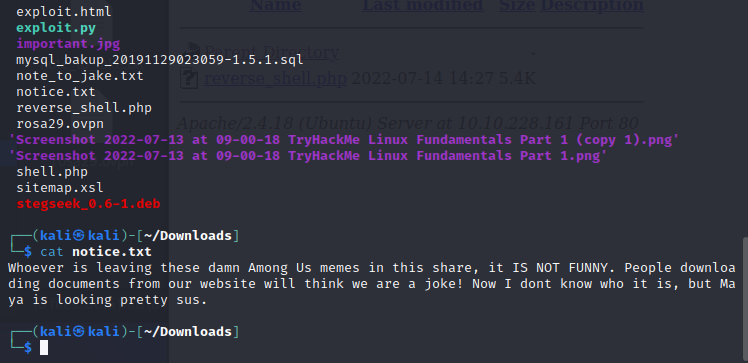 Name Last modified Size Description
exploit.html
exploit.py
important.jpg
Parent Directory -
mysql_bakup_20191129023059-1.5.1.sql
note_to_jake.txt
reverse_shell.php 2022-07-14 14:27 5.4K
notice.txt
reverse_shell.php
rosa29.ovpn
Apache/2.4.18 (Ubuntu) Server at 10.10.228.161 Port 80
'Screenshot 2022-07-13 at 09-00-18 TryHackMe Linux Fundamentals Part 1 (copy 1).png'
'Screenshot 2022-07-13 at 09-00-18 TryHackMe Linux Fundamentals Part 1.png'
shell.php
sitemap.xsl
stegseek_0.6-1.deb
┌──(kali㉿kali)-[~/Downloads]
└─$ cat notice.txt
Whoever is leaving these damn Among Us memes in this share, it IS NOT FUNNY. People downloa
ding documents from our website will think we are a joke! Now I dont know who it is, but Ma
ya is looking pretty sus.
┌──(kali㉿kali)-[~/Downloads]
└─$